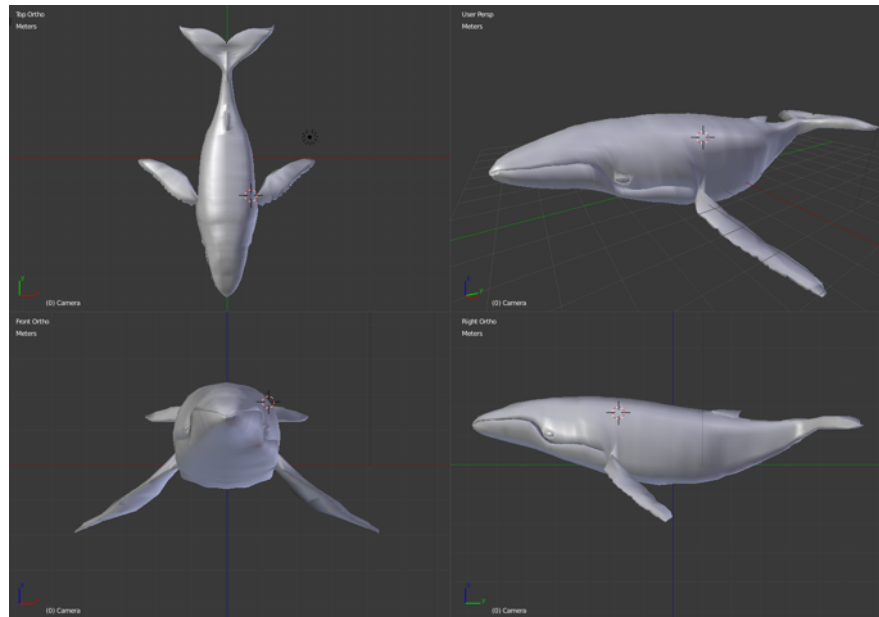 Top Ortho
Meters
(0) Camera
User Persp
Meters
(0) Camera
Front Ortho
Meters
(0) Camera
Right Ortho
Meters
(0) Camera